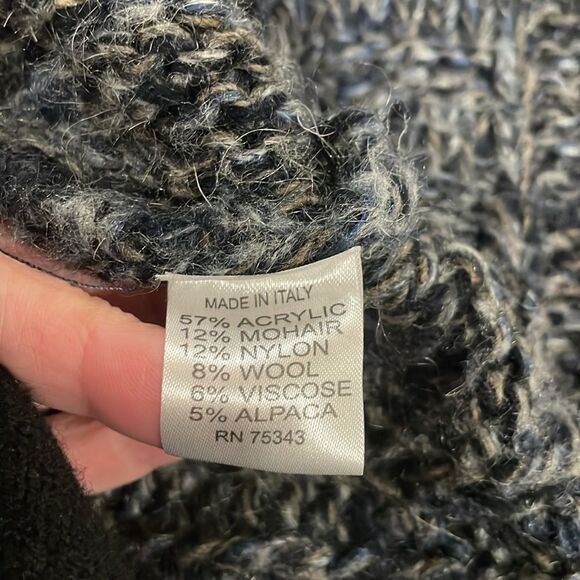 MADE IN ITALY
57% ACRYLIC
12% MOHAIR
12% NYLON
8% WOOL
6% VISCOSE
5% ALPACA
RN 75343